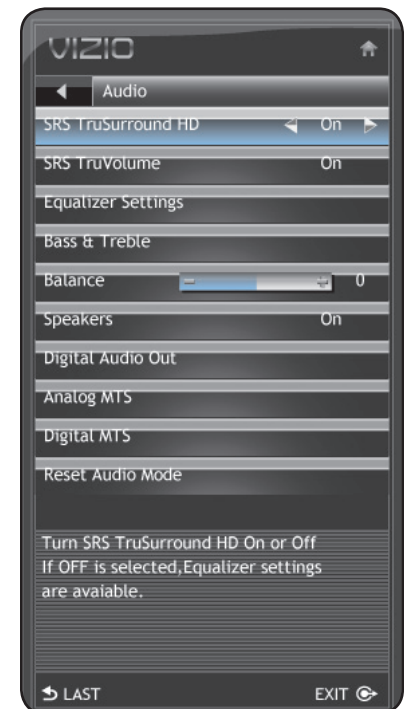 VIZIO
Audio
SRS TruSurround HD On
SRS TruVolume On
Equalizer Settings
Bass & Treble
Balance 0
Speakers On
Digital Audio Out
Analog MTS
Digital MTS
Reset Audio Mode
Turn SRS TruSurround HD On or Off
If OFF is selected,Equalizer settings
are avaiable.
LAST EXIT